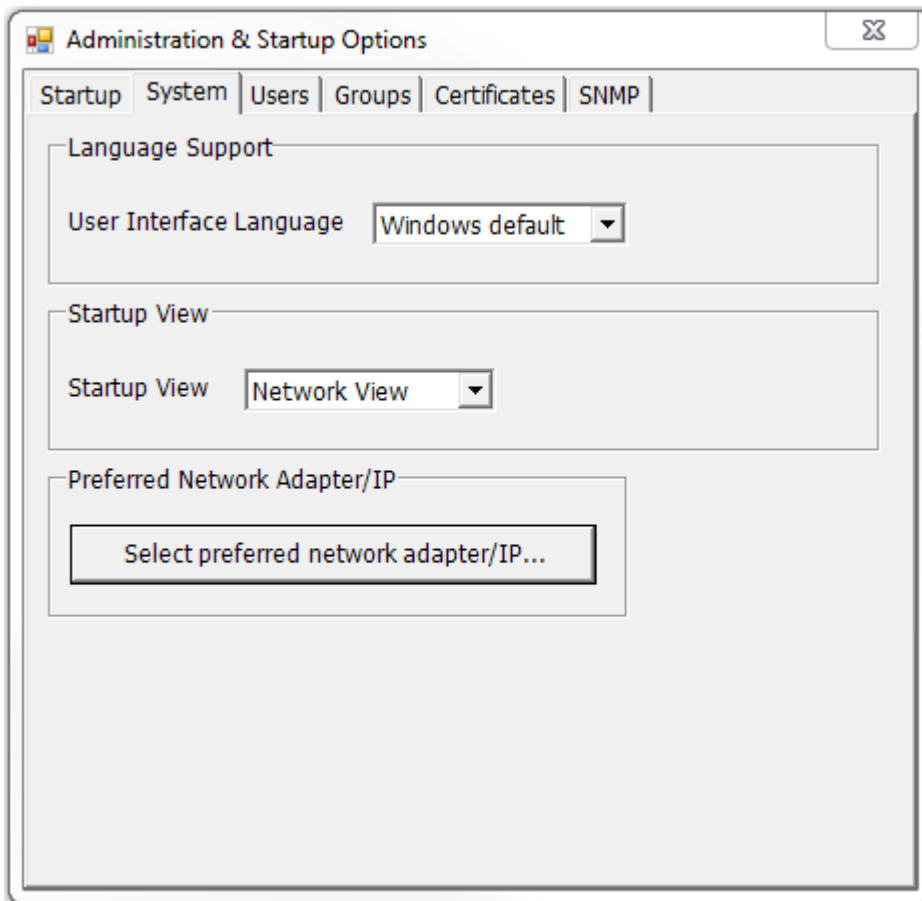 Administration & Startup Options
Startup System Users Groups Certificates SNMP
Language Support
User Interface Language Windows default
Startup View
Startup View Network View
Preferred Network Adapter/IP
Select preferred network adapter/IP...